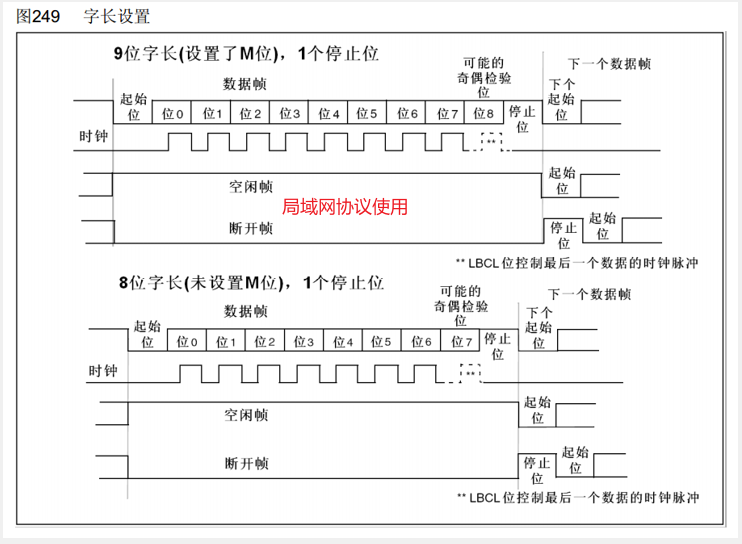 图249 字长设置
9位字长(设置了M位)，1个停止位
可能的
奇偶检验
位
下一个数据帧
数据帧
下个
起始
位
起始
位
位0 位1 位2 位3 位4 位5 位6 位7 位8
停止
位
时钟
**
空闲帧
起始
位
局域网协议使用
断开帧
停止
位
起始
位
** LBCL位控制最后一个数据的时钟脉冲
8位字长(未设置M位)，1个停止位
可能的
奇偶检验
位
下一个数据帧
数据帧
下个
起始
位
起始
位
位0 位1 位2 位3 位4 位5 位6 位7
停止
位
时钟
**
空闲帧
起始
位
断开帧
停止
位
起始
位
** LBCL位控制最后一个数据的时钟脉冲